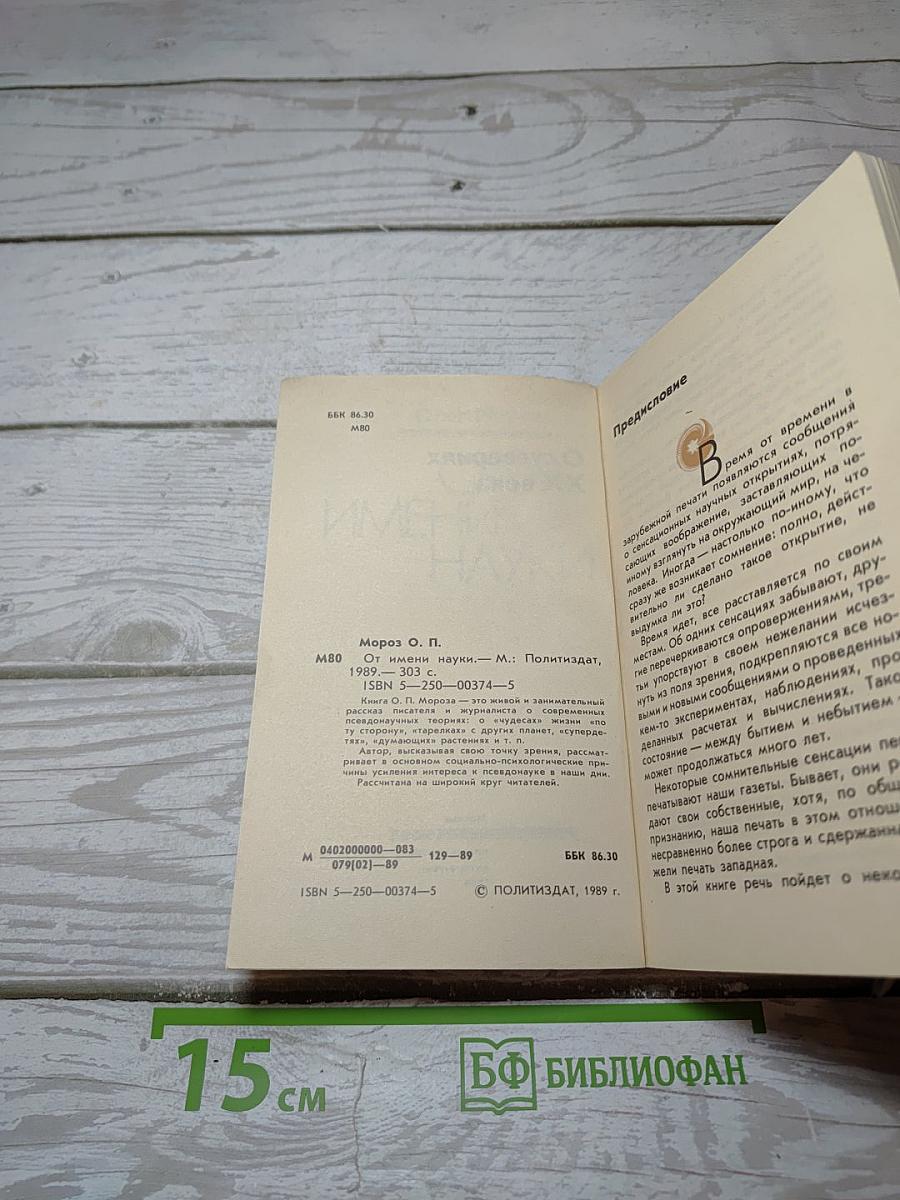 ББК 86.30
М80
Мороз О. П.
М80 От имени науки.— М.: Политиздат,
1989.— 303 с.
ISBN 5—250—00374—5
Книга О. П. Мороза — это живой и занимательный
рассказ писателя и журналиста о современных
псевдонаучных теориях: о «чудесах» жизни «по
ту сторону», «тарелках» с других планет, «суперде-
тях», «думающих» растениях и т. п.
Автор, высказывая свою точку зрения, рассмат-
ривает в основном социально-психологические при-
чины усиления интереса к псевдонауке в наши дни.
Рассчитана на широкий круг читателей.
М 0402000000—083
079(02)—89
129—89
ББК 86.30
ISBN 5—250—00374—5
© ПОЛИТИЗДАТ, 1989 г.
Предисловие
Время от времени в
зарубежной печати появляются сообщения
о сенсационных научных открытиях, потря-
сающих воображение, заставляющих по-
иному взглянуть на окружающий мир, на че-
ловека. Иногда — настолько по-иному, что
сразу же возникает сомнение: полно, дейст-
вительно ли сделано такое открытие, не
выдумка ли это?
Время идет, все расставляется по своим
местам. Об одних сенсациях забывают, дру-
гие перечеркиваются опровержениями, тре-
тьи упорствуют в своем нежелании исчез-
нуть из поля зрения, подкрепляются все но-
выми и новыми сообщениями о проведенных
кем-то экспериментах, наблюдениях, про
деланных расчетах и вычислениях. Тако
состояние — между бытием и небытием —
может продолжаться много лет.
Некоторые сомнительные сенсации пе
печатывают наши газеты. Бывает, они р
дают свои собственные, хотя, по общ
признанию, наша печать в этом отнош
несравненно более строга и сдержанна
жели печать западная.
В этой книге речь пойдет о неко
15 см
БФ БИБЛИОФАН